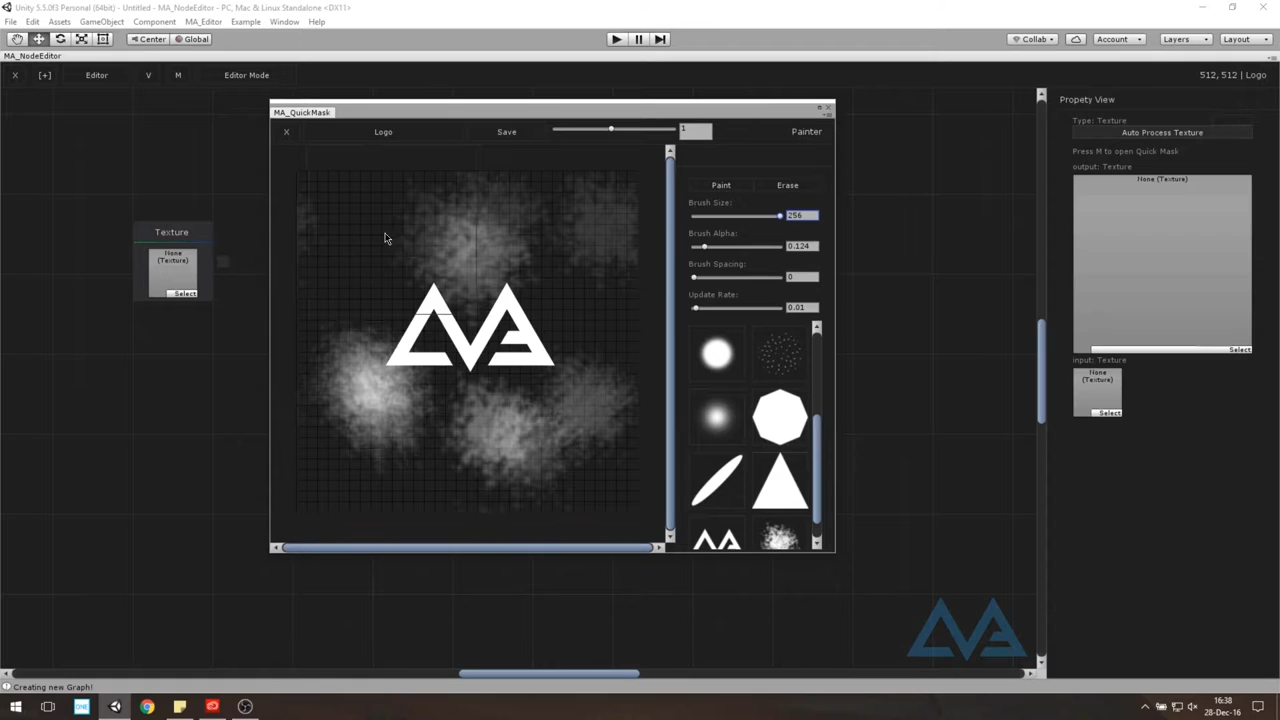 Unity 5.5.0f3 Personal (64bit) - Untitled - MA_NodeEditor - PC, Mac & Linux Standalone <DX11>
File Edit Assets GameObject Component MA_Editor Example Window Help
Center Global Collab Account Layers Layout
MA_NodeEditor
X [+] Editor V M Editor Mode 512, 512 | Logo
Propety View
Type: Texture
Auto Process Texture
Press M to open Quick Mask
output: Texture
None (Texture)
Select
input: Texture
None
(Texture)
Select
Texture
None
(Texture)
Select
MA_QuickMask
X Logo Save 1 Painter
Paint Erase
Brush Size:
256
Brush Alpha:
0.124
Brush Spacing:
0
Update Rate:
0.01
Creating new Graph!
16:38
28-Dec-16